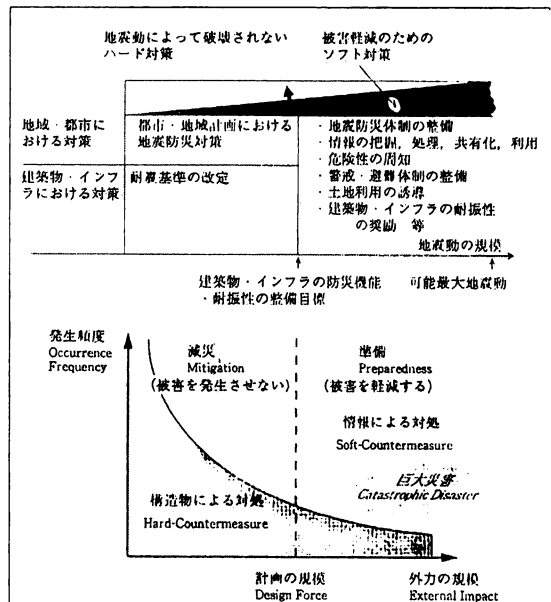 地震動によって破壊されない
ハード対策
被害軽減のための
ソフト対策
地域・都市に
おける対策
都市・地域計画における
地震防災対策
建築物・インフ
ラにおける対策
耐震基準の改定
・地震防災体制の整備
・情報の把握，処理，共有化，利用
・危険性の周知
・警戒・避難体制の整備
・土地利用の誘導
・建築物・インフラの耐振性
の奨励 等
地震動の規模
建築物・インフラの防災機能
・耐振性の整備目標
可能最大地震動
発生頻度
Occurrence
Frequency
減災
Mitigation
(被害を発生させない)
準備
Preparedness
(被害を軽減する)
情報による対処
Soft-Countermeasure
巨大災害
Catastrophic Disaster
構造物による対処
Hard-Countermeasure
計画の規模
Design Force
外力の規模
External Impact